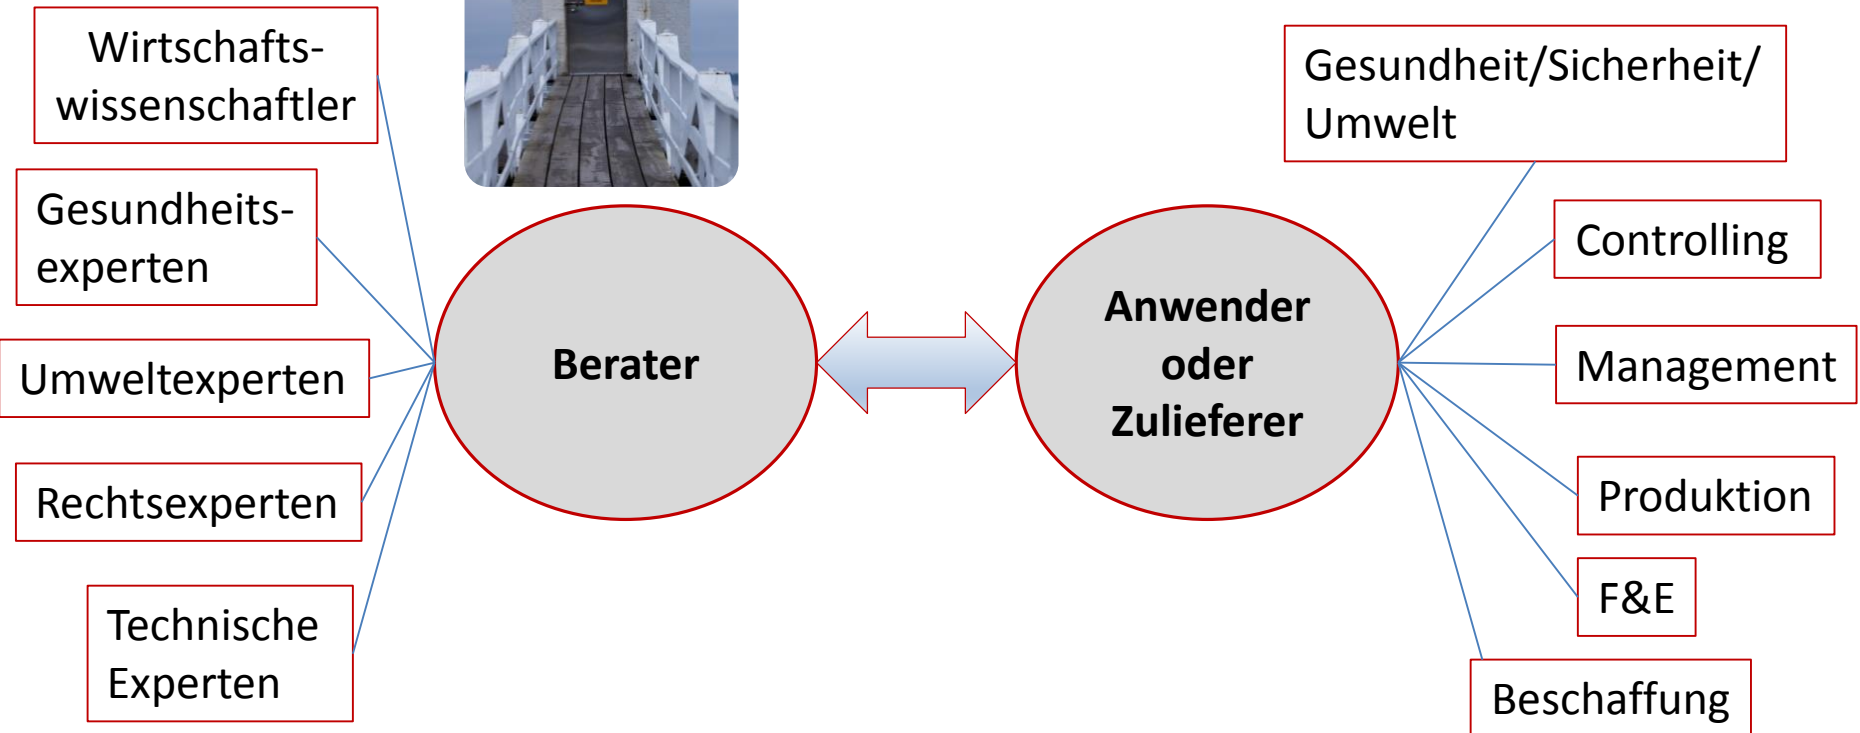 Wirtschafts-
wissenschaftler
Gesundheits-
experten
Umweltexperten
Rechtsexperten
Technische
Experten
Berater
Anwender
oder
Zulieferer
Gesundheit/Sicherheit/
Umwelt
Controlling
Management
Produktion
F&E
Beschaffung